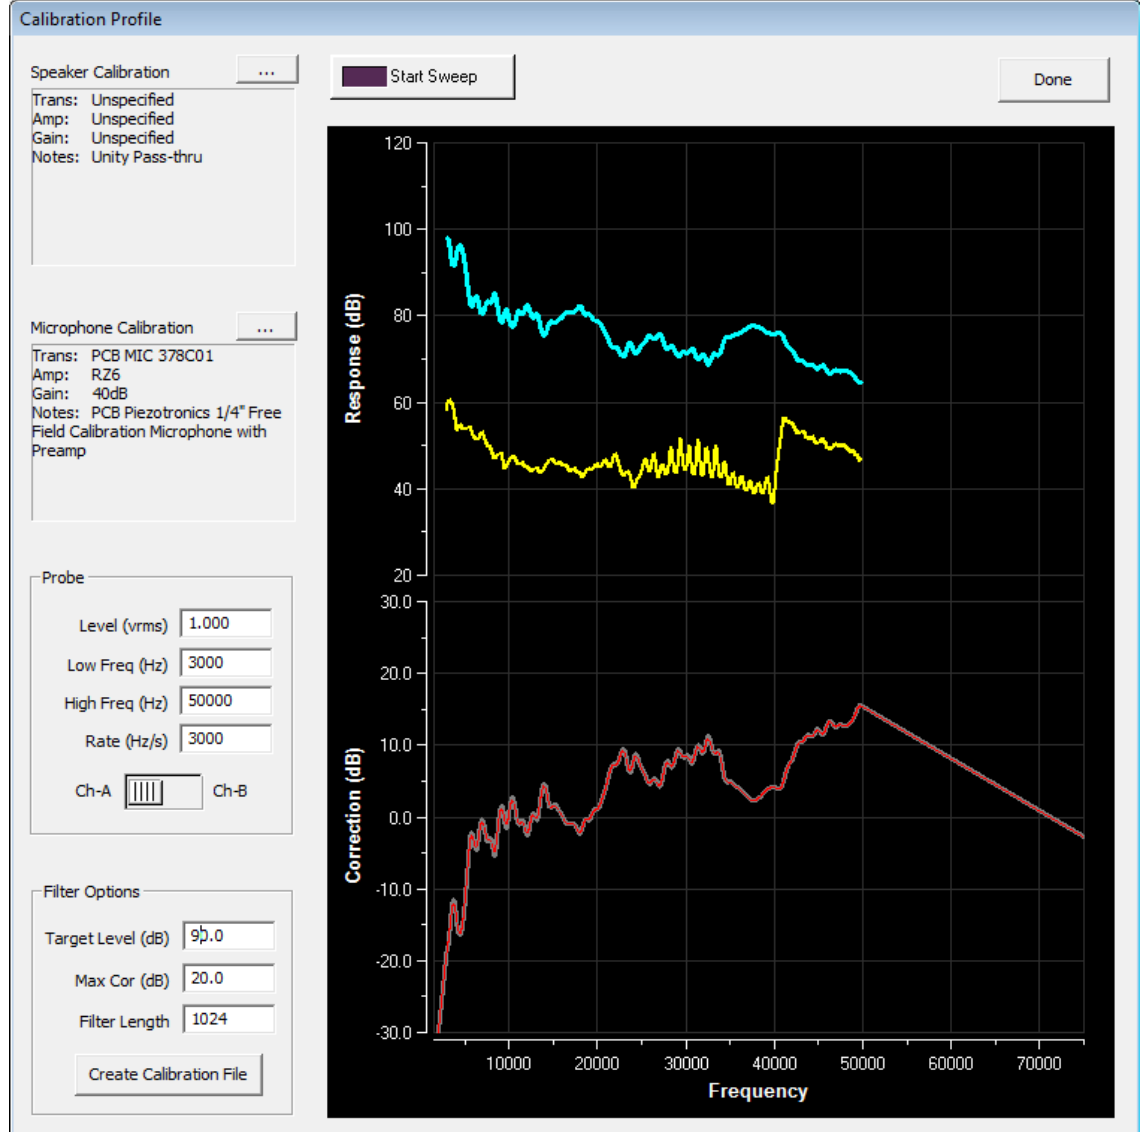 Calibration Profile
Speaker Calibration
...
Trans: Unspecified
Amp: Unspecified
Gain: Unspecified
Notes: Unity Pass-thru
Microphone Calibration
...
Trans: PCB MIC 378C01
Amp: RZ6
Gain: 40dB
Notes: PCB Piezotronics 1/4" Free
Field Calibration Microphone with
Preamp
Probe
Level (vrms) 1.000
Low Freq (Hz) 3000
High Freq (Hz) 50000
Rate (Hz/s) 3000
Ch-A Ch-B
Filter Options
Target Level (dB) 90.0
Max Cor (dB) 20.0
Filter Length 1024
Create Calibration File
Start Sweep
Done
Response (dB)
120
100
80
60
40
20
Correction (dB)
30.0
20.0
10.0
0.0
-10.0
-20.0
-30.0
10000 20000 30000 40000 50000 60000 70000
Frequency